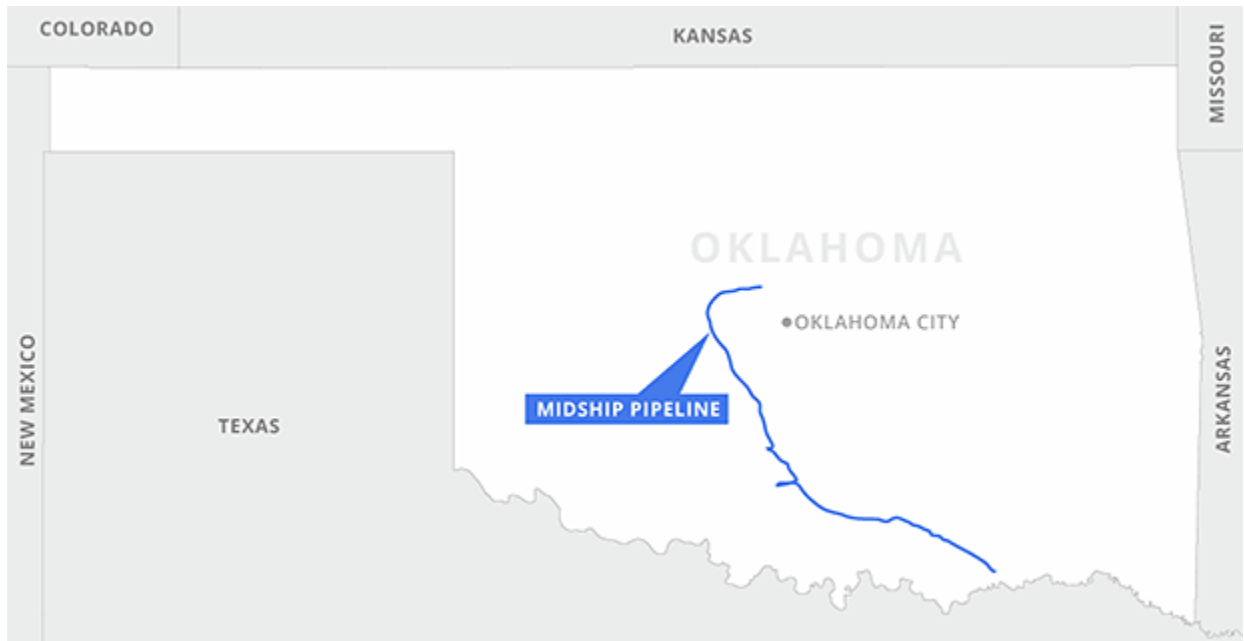 COLORADO
KANSAS
MISSOURI
OKLAHOMA
OKLAHOMA CITY
NEW MEXICO
MIDSHIP PIPELINE
TEXAS
ARKANSAS